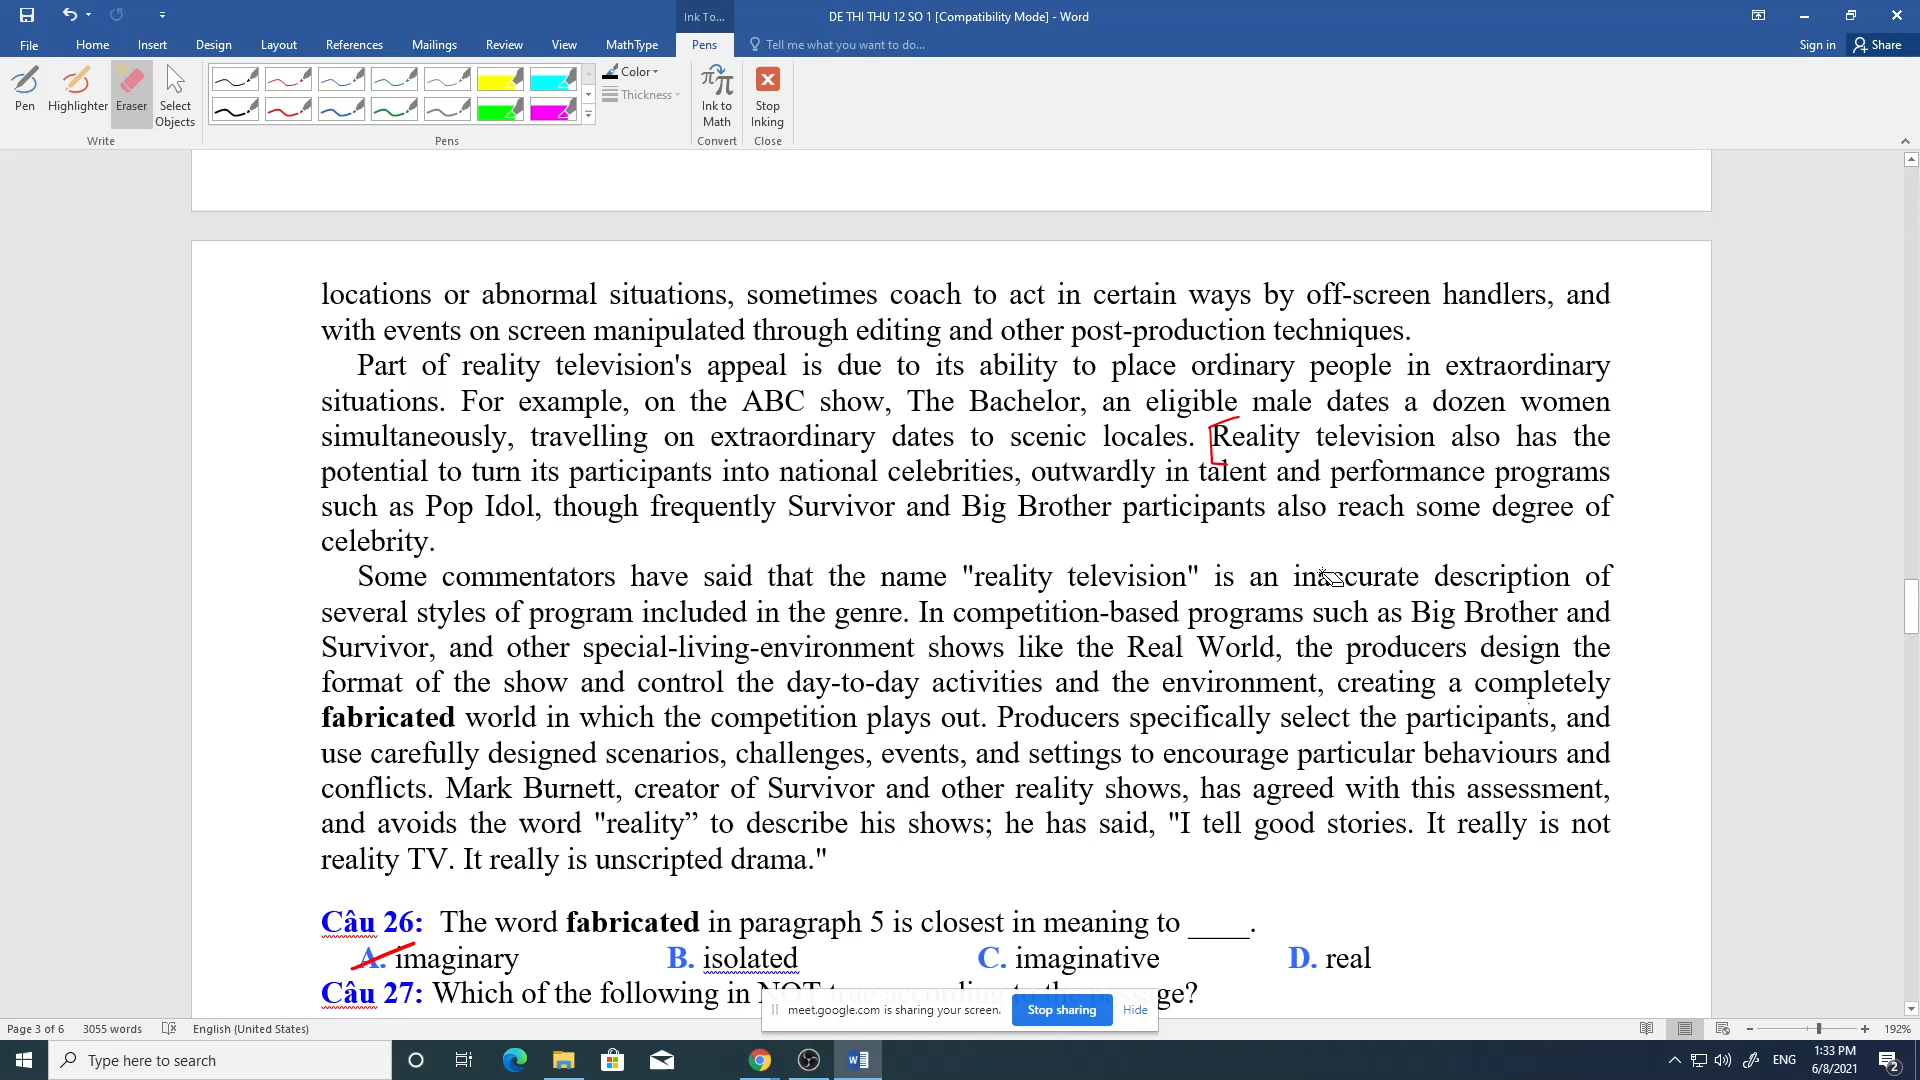 Ink To...
DE THI THU 12 SO 1 [Compatibility Mode] - Word
File Home Insert Design Layout References Mailings Review View MathType Pens Tell me what you want to do... Sign in Share
Pen Highlighter Eraser Select Objects
Color
Thickness
Ink to Math
Stop Inking
Write Pens Convert Close
locations or abnormal situations, sometimes coach to act in certain ways by off-screen handlers, and
with events on screen manipulated through editing and other post-production techniques.
Part of reality television's appeal is due to its ability to place ordinary people in extraordinary
situations. For example, on the ABC show, The Bachelor, an eligible male dates a dozen women
simultaneously, travelling on extraordinary dates to scenic locales. Reality television also has the
potential to turn its participants into national celebrities, outwardly in talent and performance programs
such as Pop Idol, though frequently Survivor and Big Brother participants also reach some degree of
celebrity.
Some commentators have said that the name "reality television" is an inaccurate description of
several styles of program included in the genre. In competition-based programs such as Big Brother and
Survivor, and other special-living-environment shows like the Real World, the producers design the
format of the show and control the day-to-day activities and the environment, creating a completely
fabricated world in which the competition plays out. Producers specifically select the participants, and
use carefully designed scenarios, challenges, events, and settings to encourage particular behaviours and
conflicts. Mark Burnett, creator of Survivor and other reality shows, has agreed with this assessment,
and avoids the word "reality” to describe his shows; he has said, "I tell good stories. It really is not
reality TV. It really is unscripted drama."
Câu 26: The word fabricated in paragraph 5 is closest in meaning to ____.
A. imaginary B. isolated C. imaginative D. real
Câu 27: Which of the following in NOT true according to the passage?
meet.google.com is sharing your screen. Stop sharing Hide
Page 3 of 6 3055 words English (United States) 192%
Type here to search
ENG
1:33 PM
6/8/2021
2